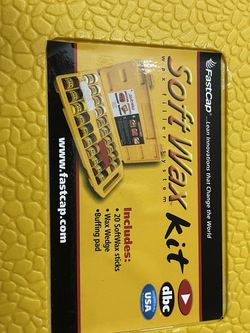 FastCap
...Lean Innovations that Change the World
SoftWax kit
wax filler system
dbc
USA
Includes:
• 20 SoftWax sticks
• Wax Wedge
• Buffing pad
www.fastcap.com